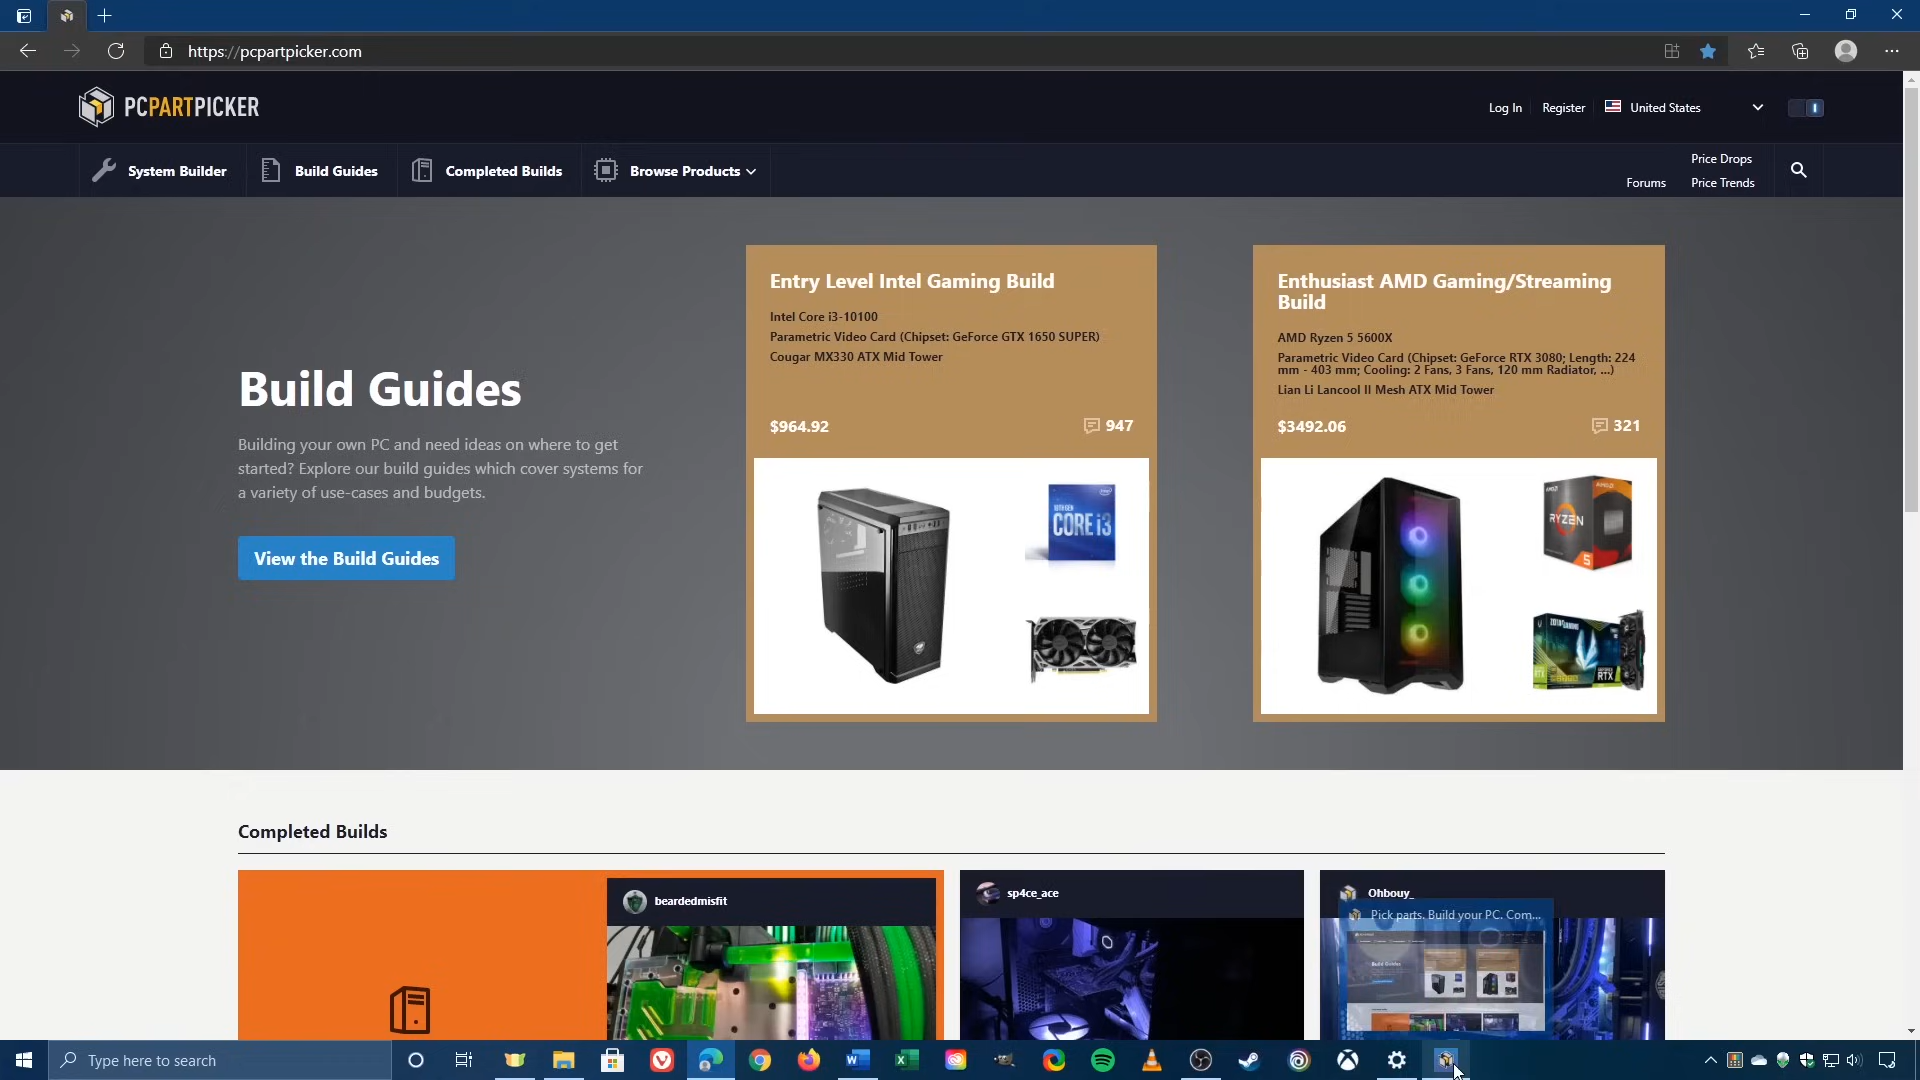 https://pcpartpicker.com
PCPARTPICKER
Log In
Register
United States
System Builder
Build Guides
Completed Builds
Browse Products
Price Drops
Forums
Price Trends
Entry Level Intel Gaming Build
Intel Core i3-10100
Parametric Video Card (Chipset: GeForce GTX 1650 SUPER)
Cougar MX330 ATX Mid Tower
$964.92
947
CORE i3
Enthusiast AMD Gaming/Streaming
Build
AMD Ryzen 5 5600X
Parametric Video Card (Chipset: GeForce RTX 3080; Length: 224
mm - 403 mm; Cooling: 2 Fans, 3 Fans, 120 mm Radiator, ...)
Lian Li Lancool II Mesh ATX Mid Tower
$3492.06
321
RYZEN
5
RTX
Build Guides
Building your own PC and need ideas on where to get
started? Explore our build guides which cover systems for
a variety of use-cases and budgets.
View the Build Guides
Completed Builds
beardedmisfit
sp4ce_ace
Ohbouy_
Pick parts. Build your PC. Com...
Type here to search